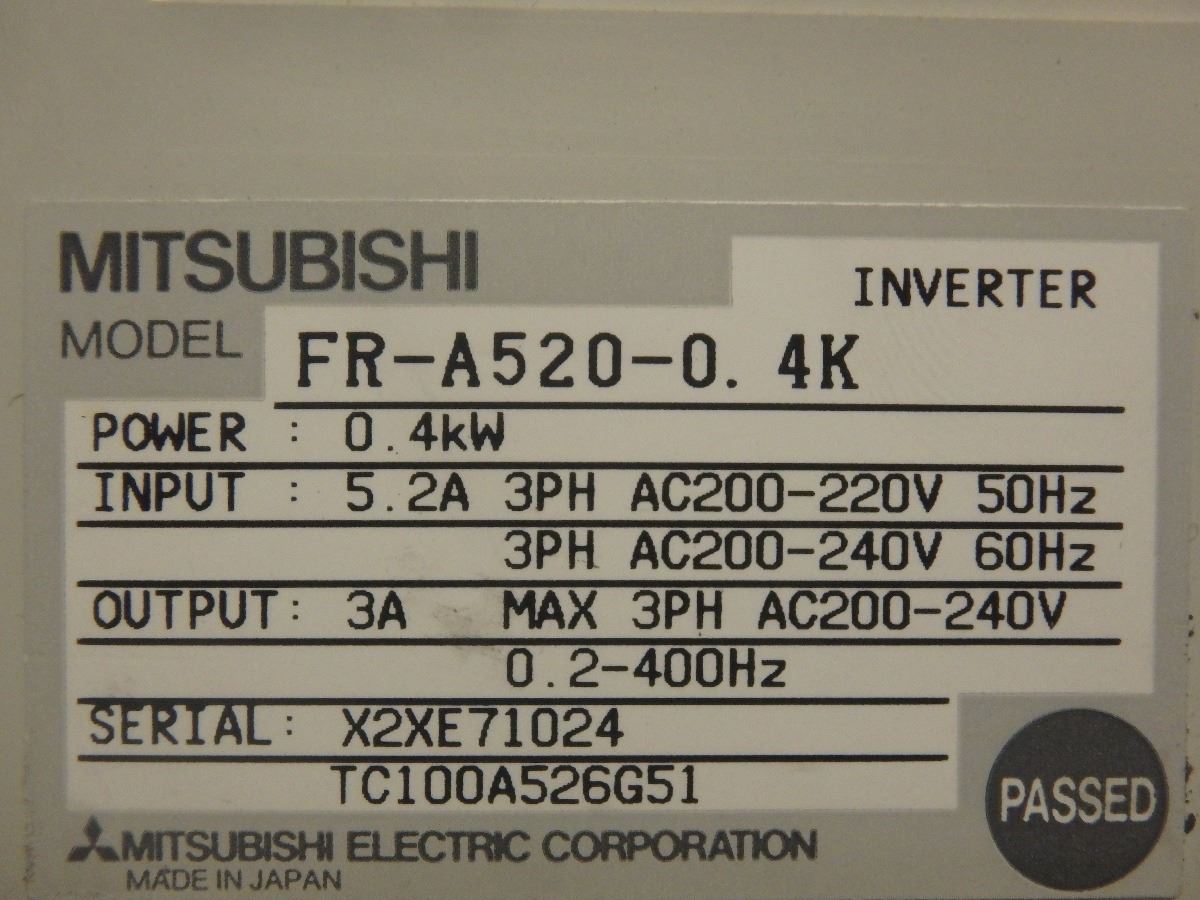 MITSUBISHI
INVERTER
MODEL FR-A520-0.4K
POWER : 0.4kW
INPUT : 5.2A 3PH AC200-220V 50Hz
3PH AC200-240V 60Hz
OUTPUT: 3A MAX 3PH AC200-240V
0.2-400Hz
SERIAL: X2XE71024
TC100A526G51
PASSED
MITSUBISHI ELECTRIC CORPORATION
MADE IN JAPAN